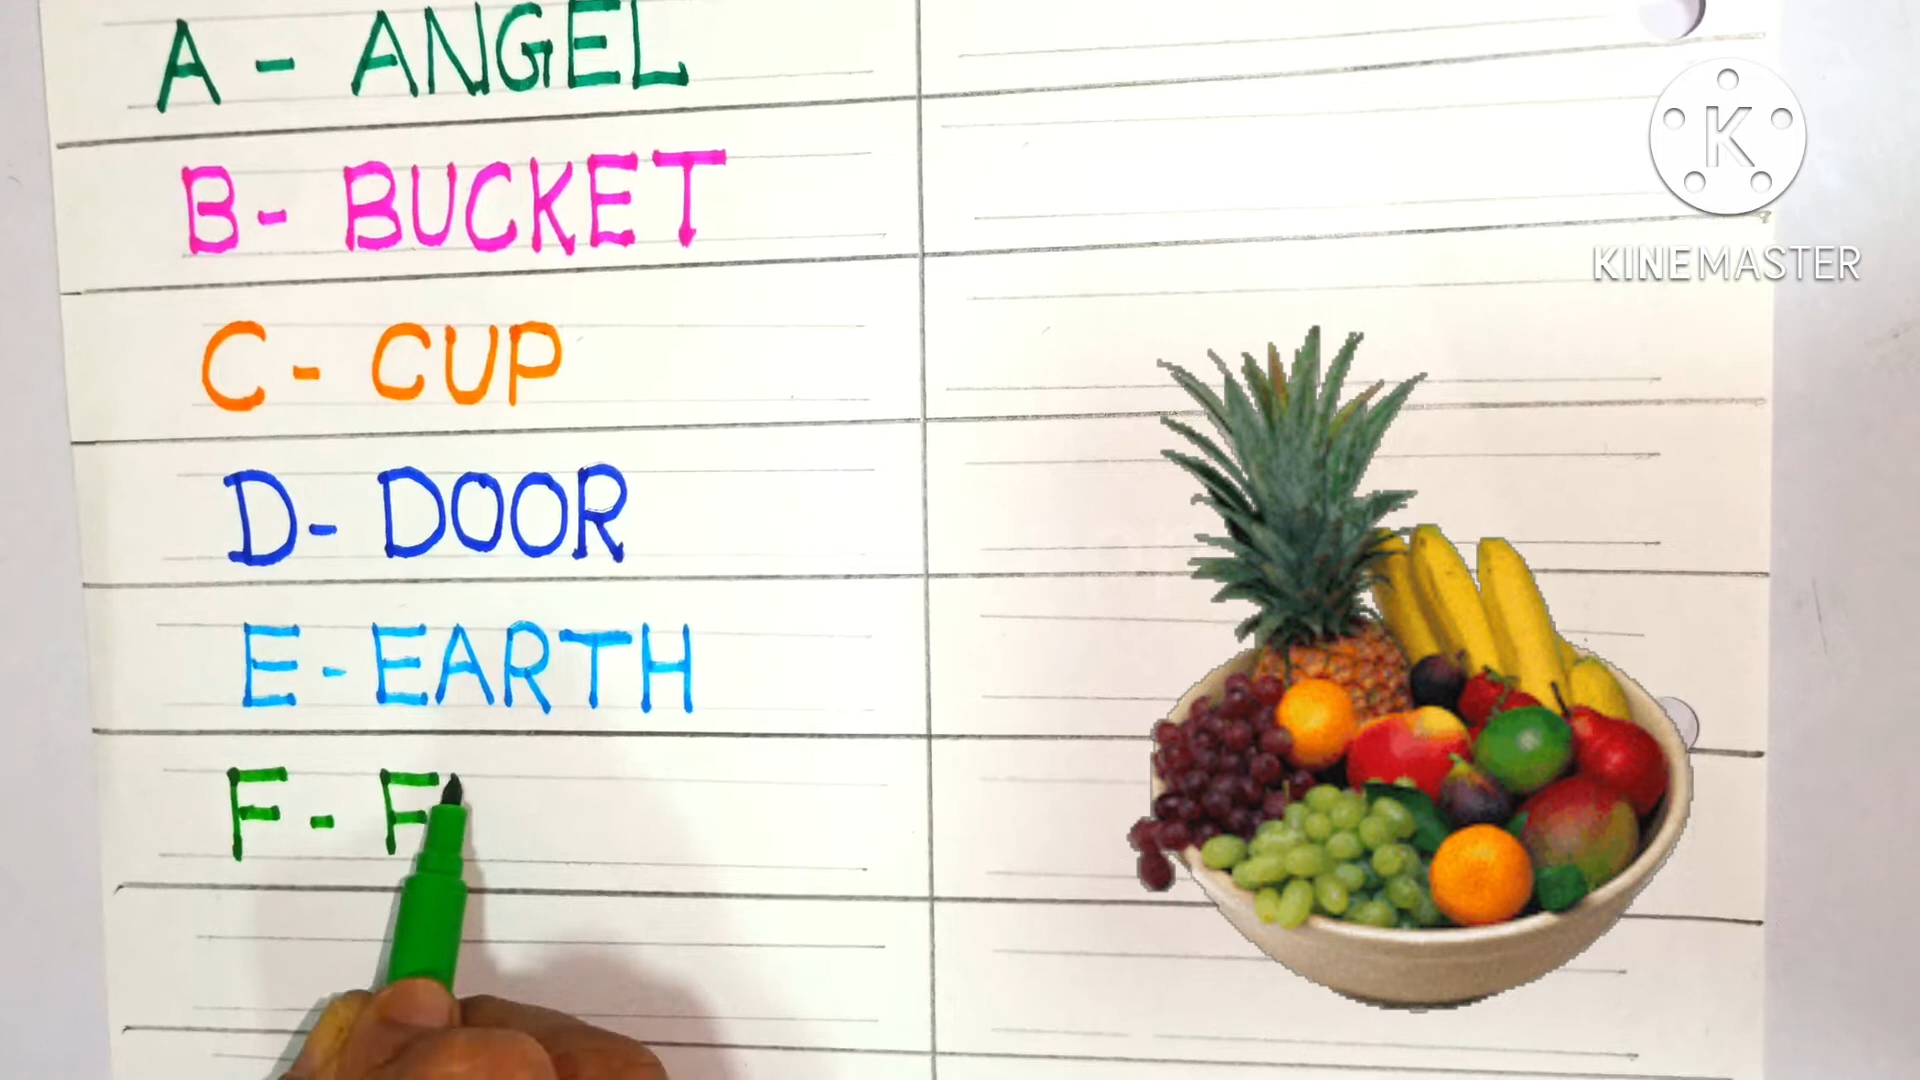 A - ANGEL
B - BUCKET
C - CUP
D - DOOR
E - EARTH
F - F
K
KINEMASTER